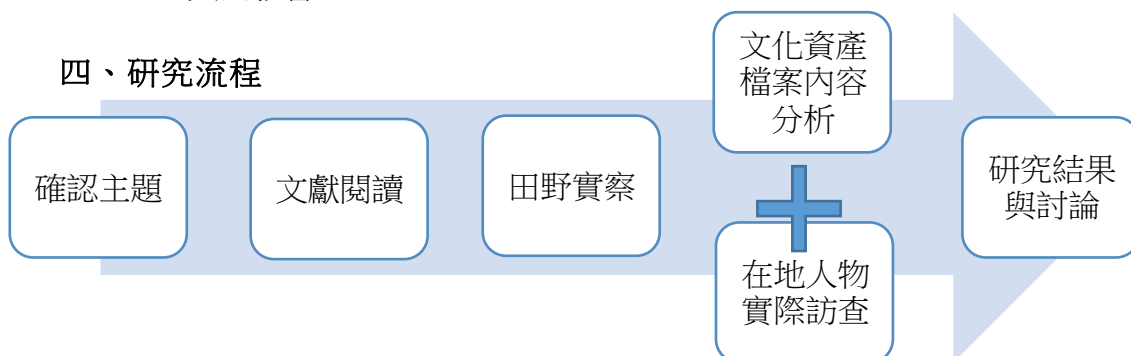 四、研究流程
確認主題
文獻閱讀
田野實察
文化資產
檔案內容
分析
在地人物
實際訪查
研究結果
與討論